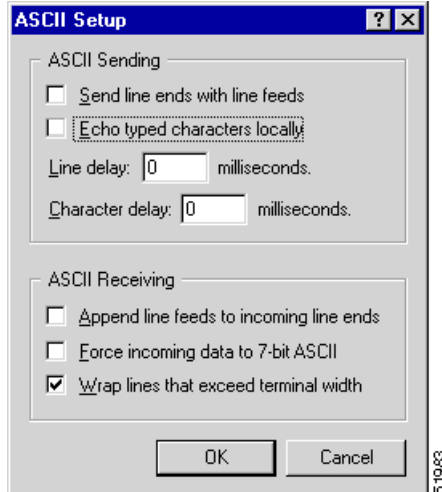 ASCII Setup
ASCII Sending
Send line ends with line feeds
Echo typed characters locally
Line delay: 0 milliseconds.
Character delay: 0 milliseconds.
ASCII Receiving
Append line feeds to incoming line ends
Force incoming data to 7-bit ASCII
Wrap lines that exceed terminal width
OK Cancel
51983